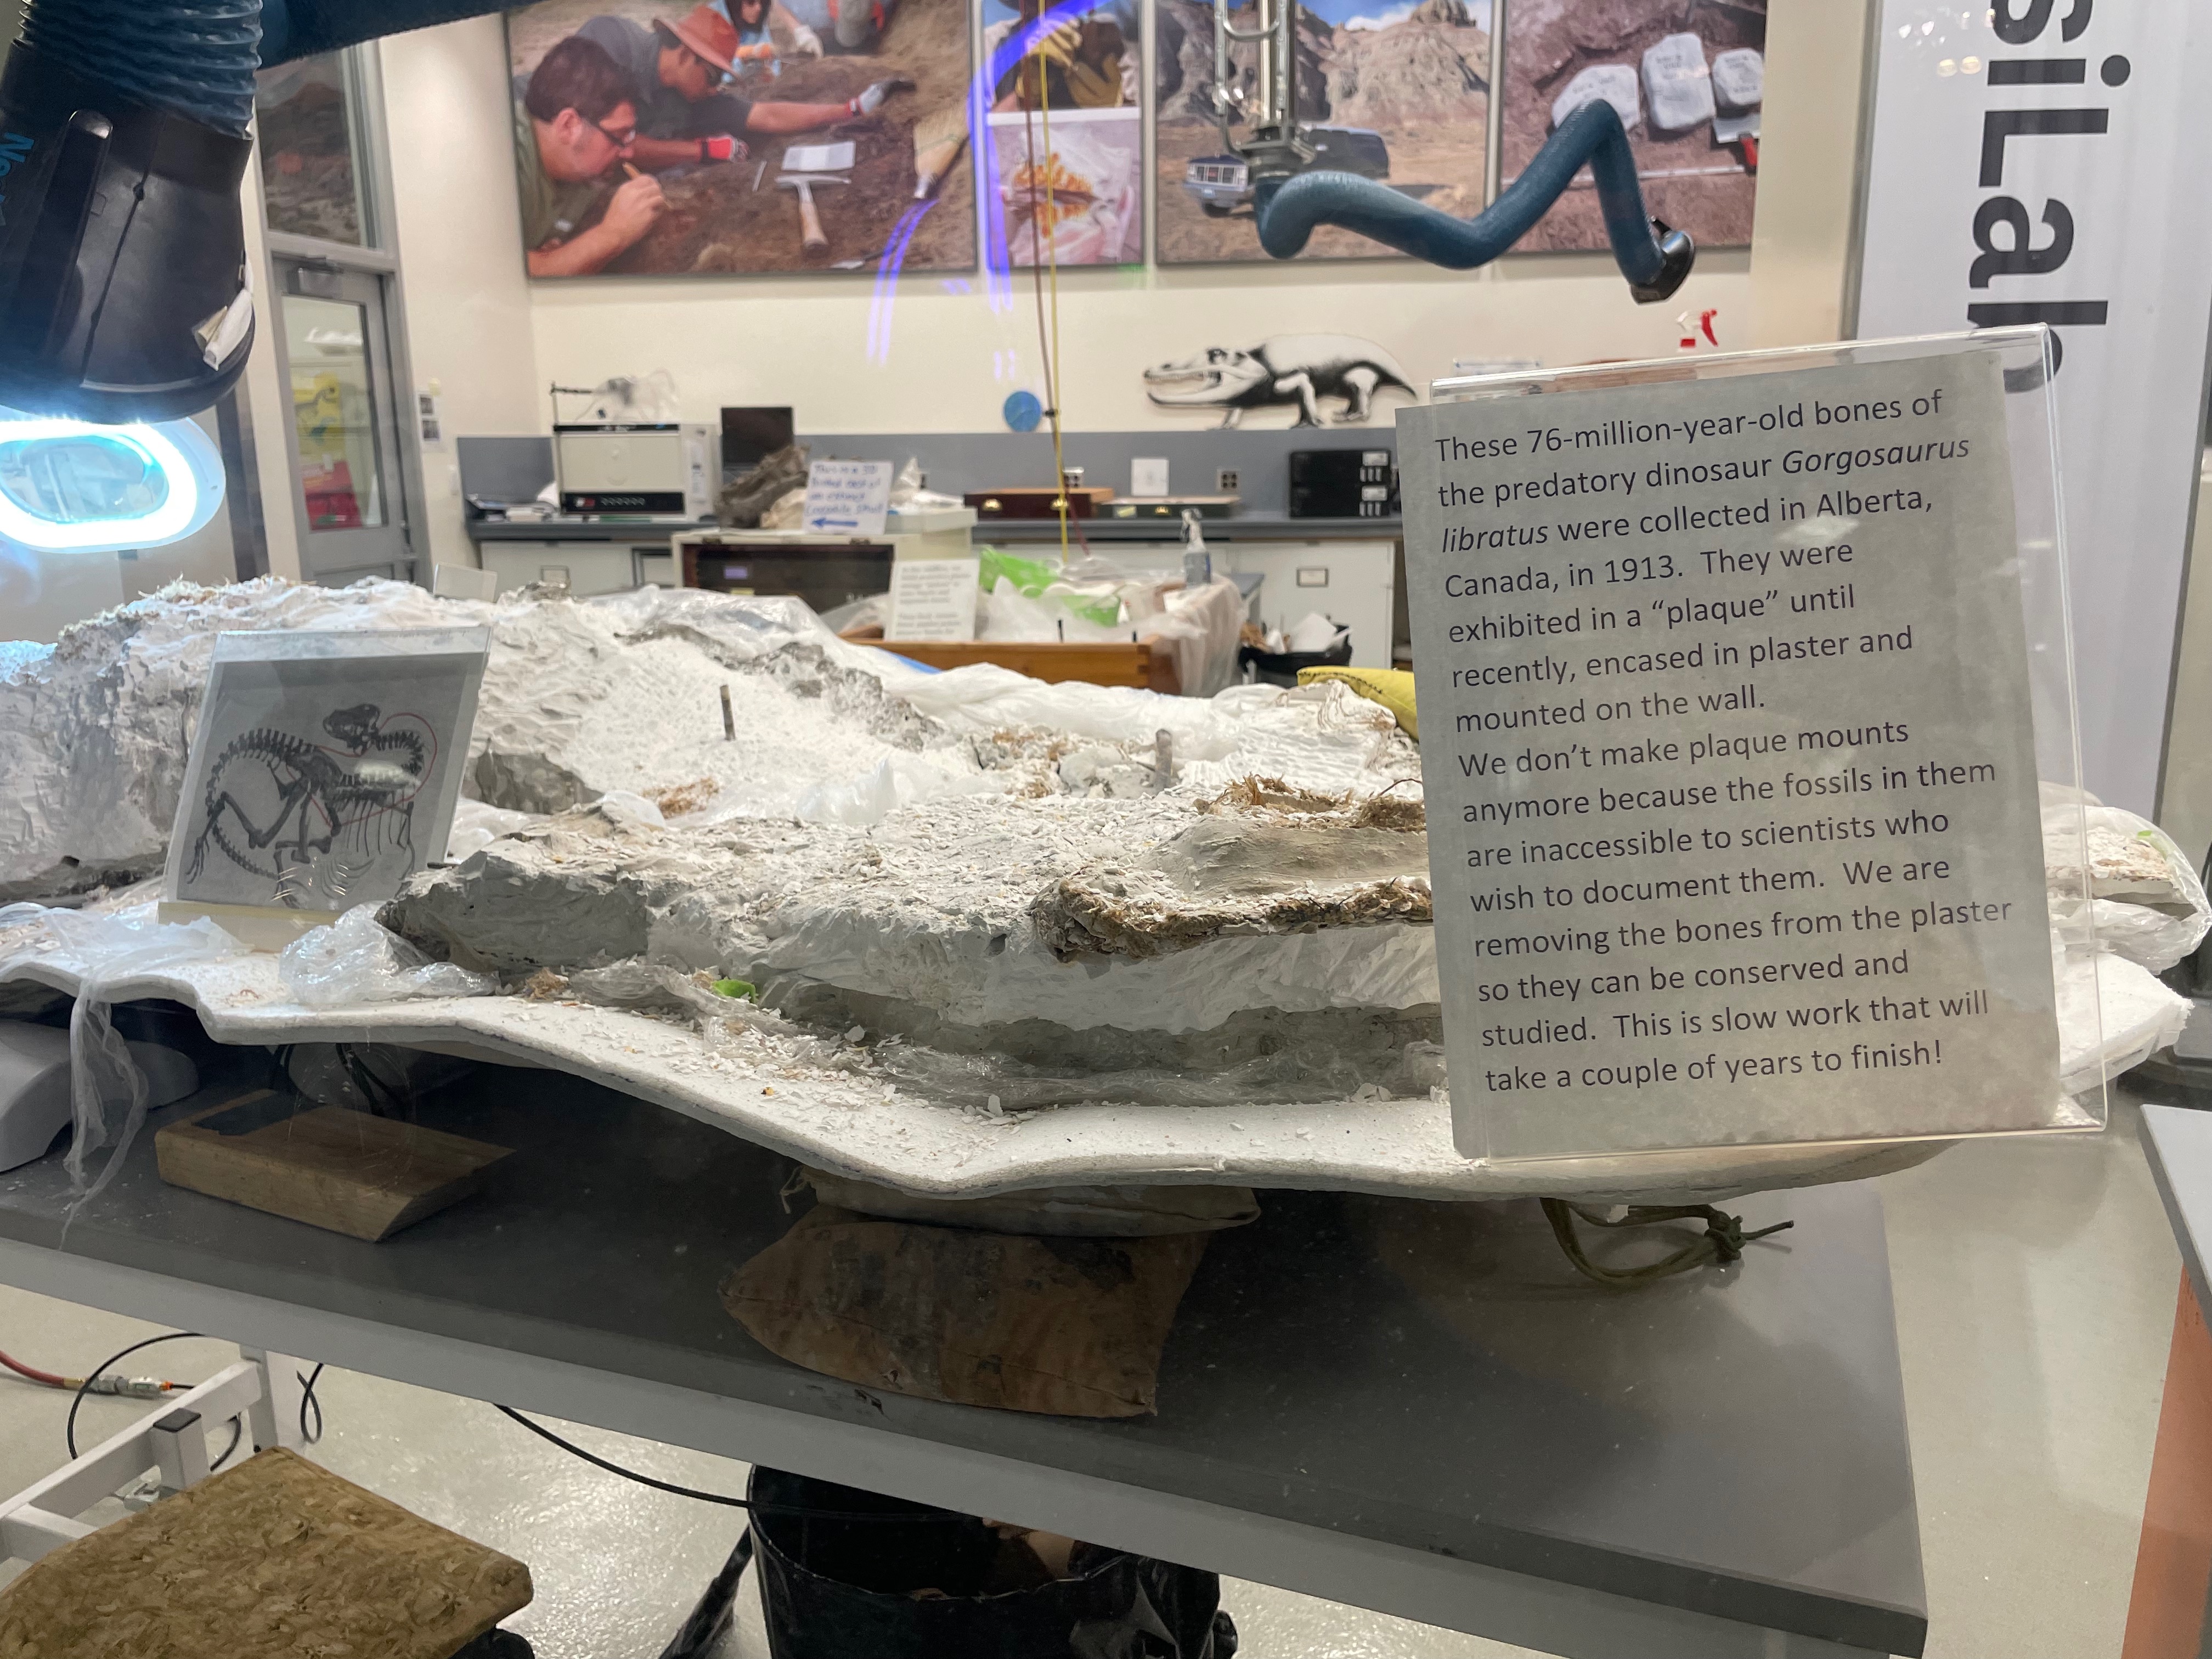 siLab
This is a 3D
These 76-million-year-old bones of
the predatory dinosaur Gorgosaurus
libratus were collected in Alberta,
Canada, in 1913. They were
exhibited in a “plaque” until
recently, encased in plaster and
mounted on the wall.
We don’t make plaque mounts
anymore because the fossils in them
are inaccessible to scientists who
wish to document them. We are
removing the bones from the plaster
so they can be conserved and
studied. This is slow work that will
take a couple of years to finish!